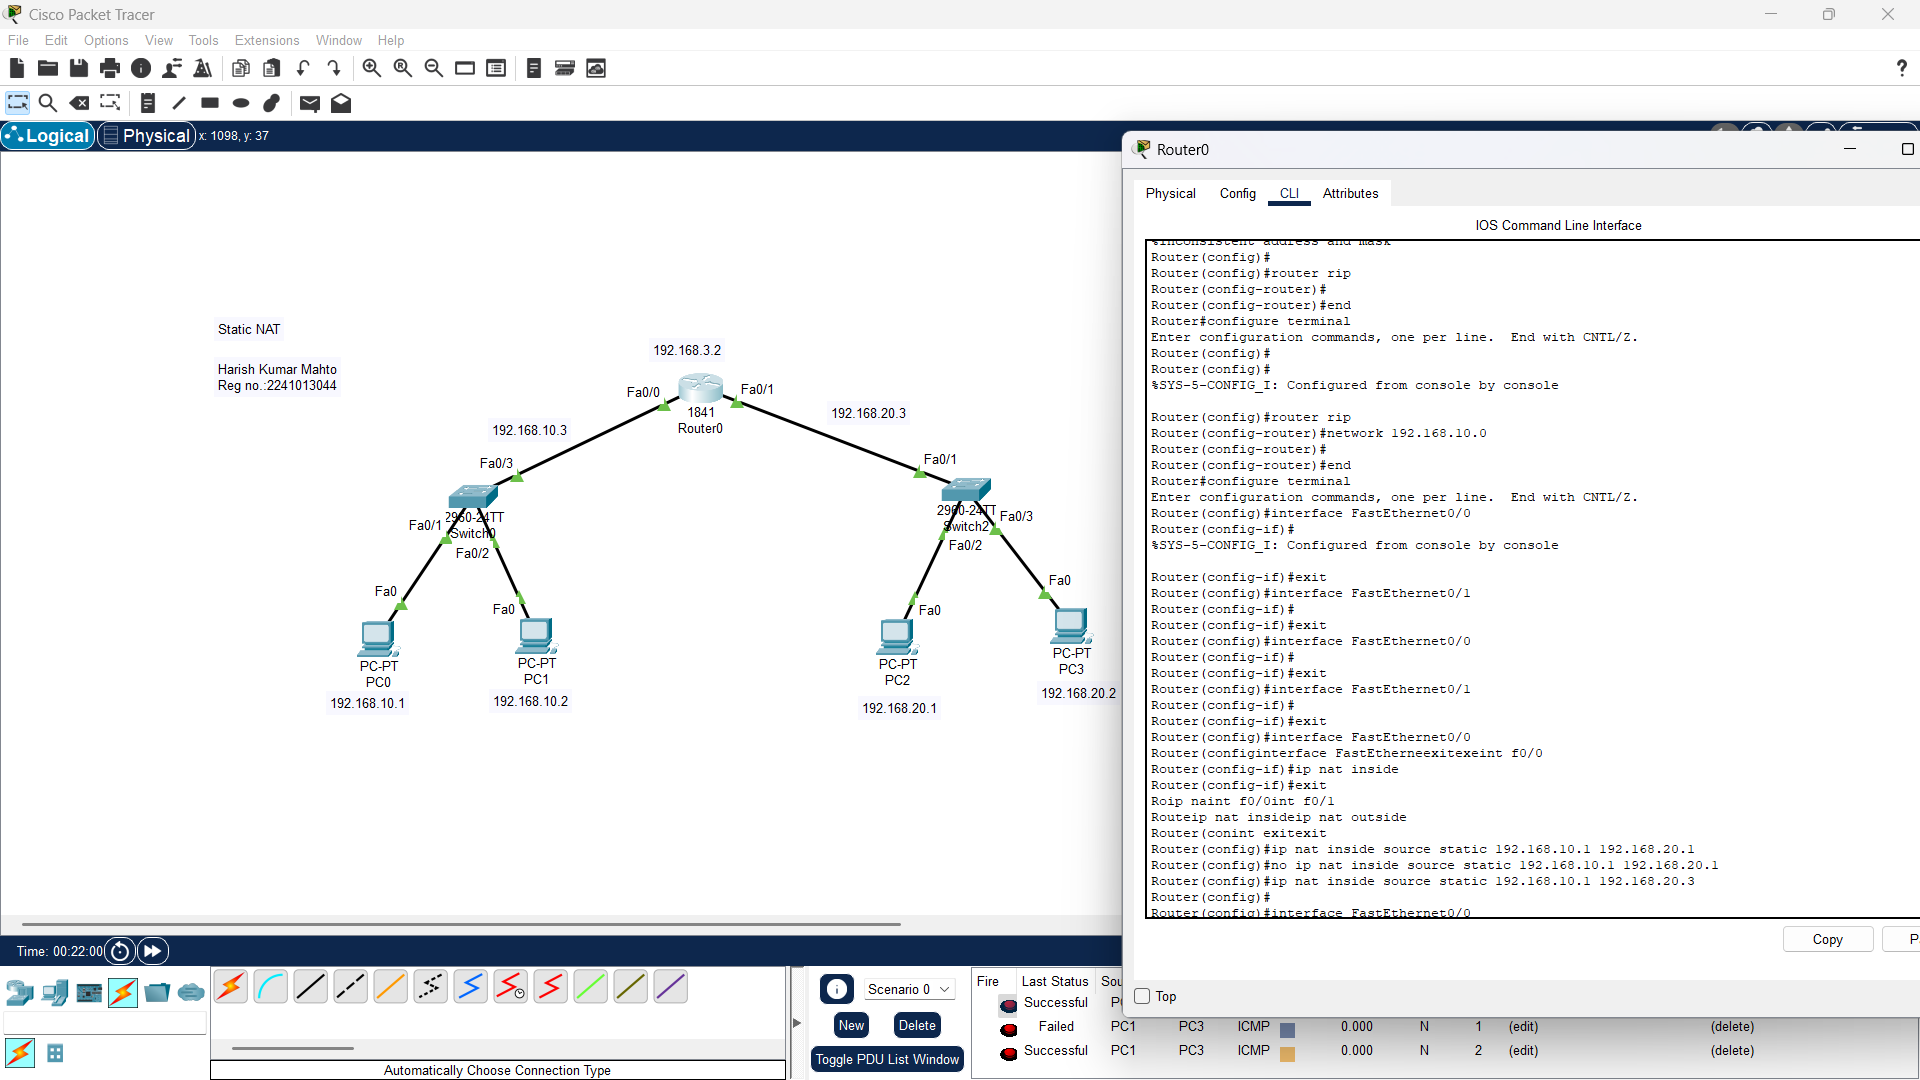 Cisco Packet Tracer
File Edit Options View Tools Extensions Window Help
Logical Physical x: 1098, y: 37
Static NAT
Harish Kumar Mahto
Reg no.:2241013044
192.168.3.2
Fa0/0
Fa0/1
1841
Router0
192.168.10.3
192.168.20.3
Fa0/3
2960-24TT
Switch0
Fa0/1
Fa0/2
Fa0/1
2960-24TT
Switch2
Fa0/3
Fa0/2
Fa0
Fa0
Fa0
Fa0
PC-PT
PC0
192.168.10.1
PC-PT
PC1
192.168.10.2
PC-PT
PC2
192.168.20.1
PC-PT
PC3
192.168.20.2
Router0
Physical Config CLI Attributes
IOS Command Line Interface
%Inconsistent address and mask
Router(config)#
Router(config)#router rip
Router(config-router)#
Router(config-router)#end
Router#configure terminal
Enter configuration commands, one per line. End with CNTL/Z.
Router(config)#
Router(config)#
%SYS-5-CONFIG_I: Configured from console by console
Router(config)#router rip
Router(config-router)#network 192.168.10.0
Router(config-router)#
Router(config-router)#end
Router#configure terminal
Enter configuration commands, one per line. End with CNTL/Z.
Router(config)#interface FastEthernet0/0
Router(config-if)#
%SYS-5-CONFIG_I: Configured from console by console
Router(config-if)#exit
Router(config)#interface FastEthernet0/1
Router(config-if)#
Router(config-if)#exit
Router(config)#interface FastEthernet0/0
Router(config-if)#
Router(config-if)#exit
Router(config)#interface FastEthernet0/1
Router(config-if)#
Router(config-if)#exit
Router(config)#interface FastEthernet0/0
Router(configinterface FastEtherneexitexeint f0/0
Router(config-if)#ip nat inside
Router(config-if)#exit
Roip naint f0/0int f0/1
Routeip nat insideip nat outside
Router(conint exitexit
Router(config)#ip nat inside source static 192.168.10.1 192.168.20.1
Router(config)#no ip nat inside source static 192.168.10.1 192.168.20.1
Router(config)#ip nat inside source static 192.168.10.1 192.168.20.3
Router(config)#
Router(config)#interface FastEthernet0/0
Copy
Top
Time: 00:22:00
Automatically Choose Connection Type
Scenario 0
New Delete
Toggle PDU List Window
Fire Last Status Sou
Successful
Failed PC1 PC3 ICMP 0.000 N 1 (edit) (delete)
Successful PC1 PC3 ICMP 0.000 N 2 (edit) (delete)